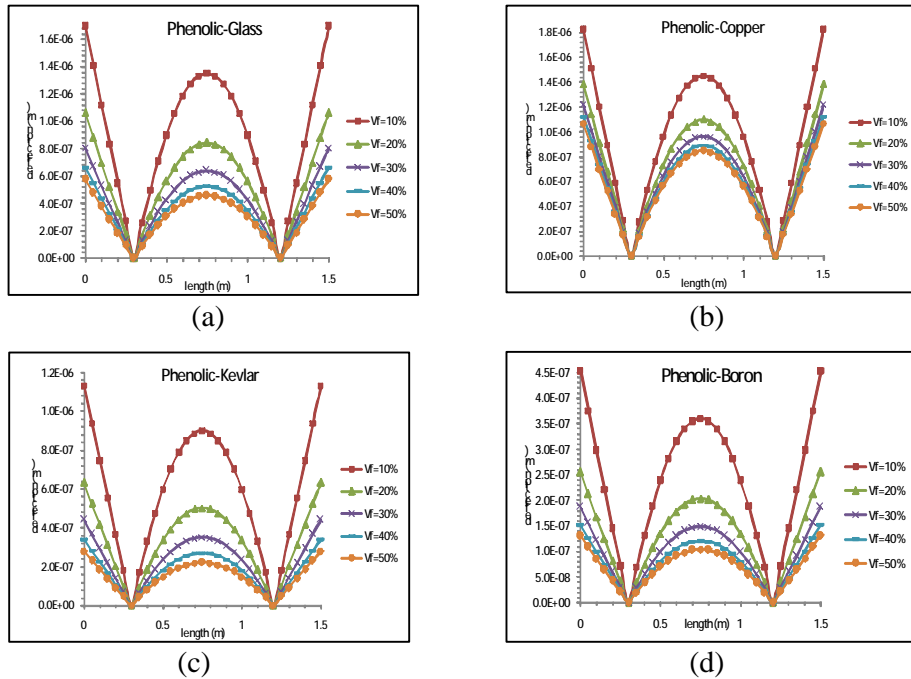 Phenolic-Glass
1.6E-06
1.4E-06
1.2E-06
1.0E-06
8.0E-07
6.0E-07
4.0E-07
2.0E-07
0.0E+00
0 0.5 1 1.5
length (m)
Vf=10%
Vf=20%
Vf=30%
Vf=40%
Vf=50%
(a)
Phenolic-Copper
1.8E-06
1.6E-06
1.4E-06
1.2E-06
1.0E-06
8.0E-07
6.0E-07
4.0E-07
2.0E-07
0.0E+00
0 0.5 1 1.5
length (m)
Vf=10%
Vf=20%
Vf=30%
Vf=40%
Vf=50%
(b)
Phenolic-Kevlar
1.2E-06
1.0E-06
8.0E-07
6.0E-07
4.0E-07
2.0E-07
0.0E+00
0 0.5 1 1.5
length (m)
Vf=10%
Vf=20%
Vf=30%
Vf=40%
Vf=50%
(c)
Phenolic-Boron
4.5E-07
4.0E-07
3.5E-07
3.0E-07
2.5E-07
2.0E-07
1.5E-07
1.0E-07
5.0E-08
0.0E+00
0 0.5 1 1.5
length (m)
Vf=10%
Vf=20%
Vf=30%
Vf=40%
Vf=50%
(d)